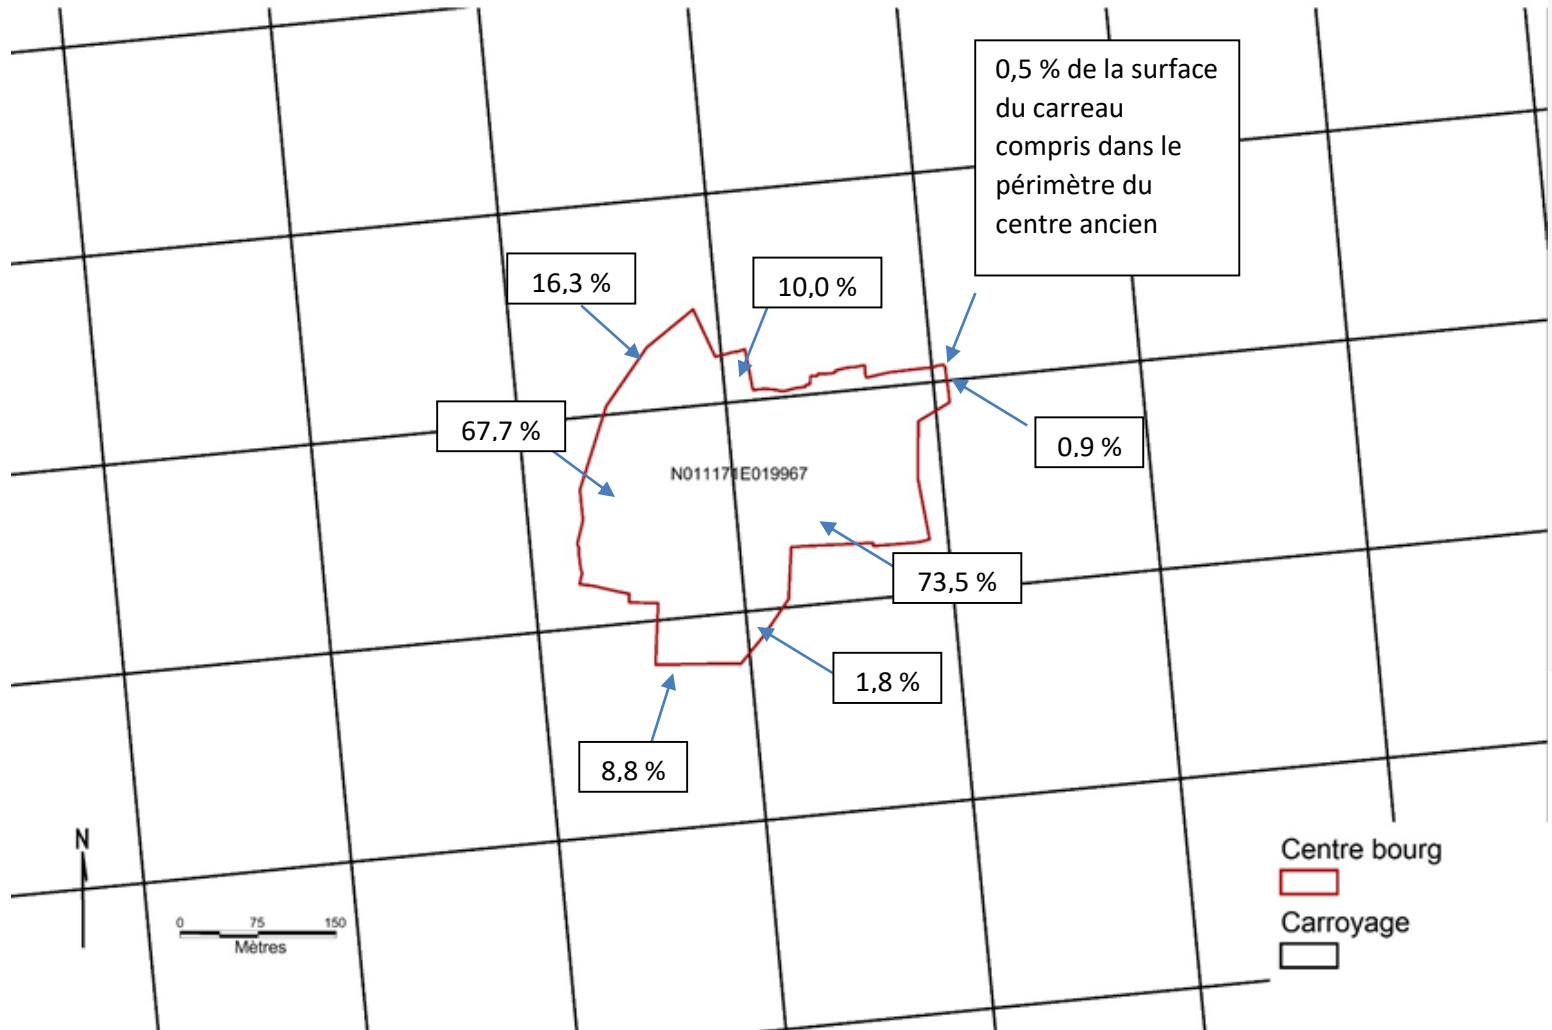 0,5 % de la surface
du carreau
compris dans le
périmètre du
centre ancien
16,3 %
10,0 %
67,7 %
0,9 %
N011171E019967
73,5 %
1,8 %
8,8 %
N
0 75 150
Mètres
Centre bourg
Carroyage